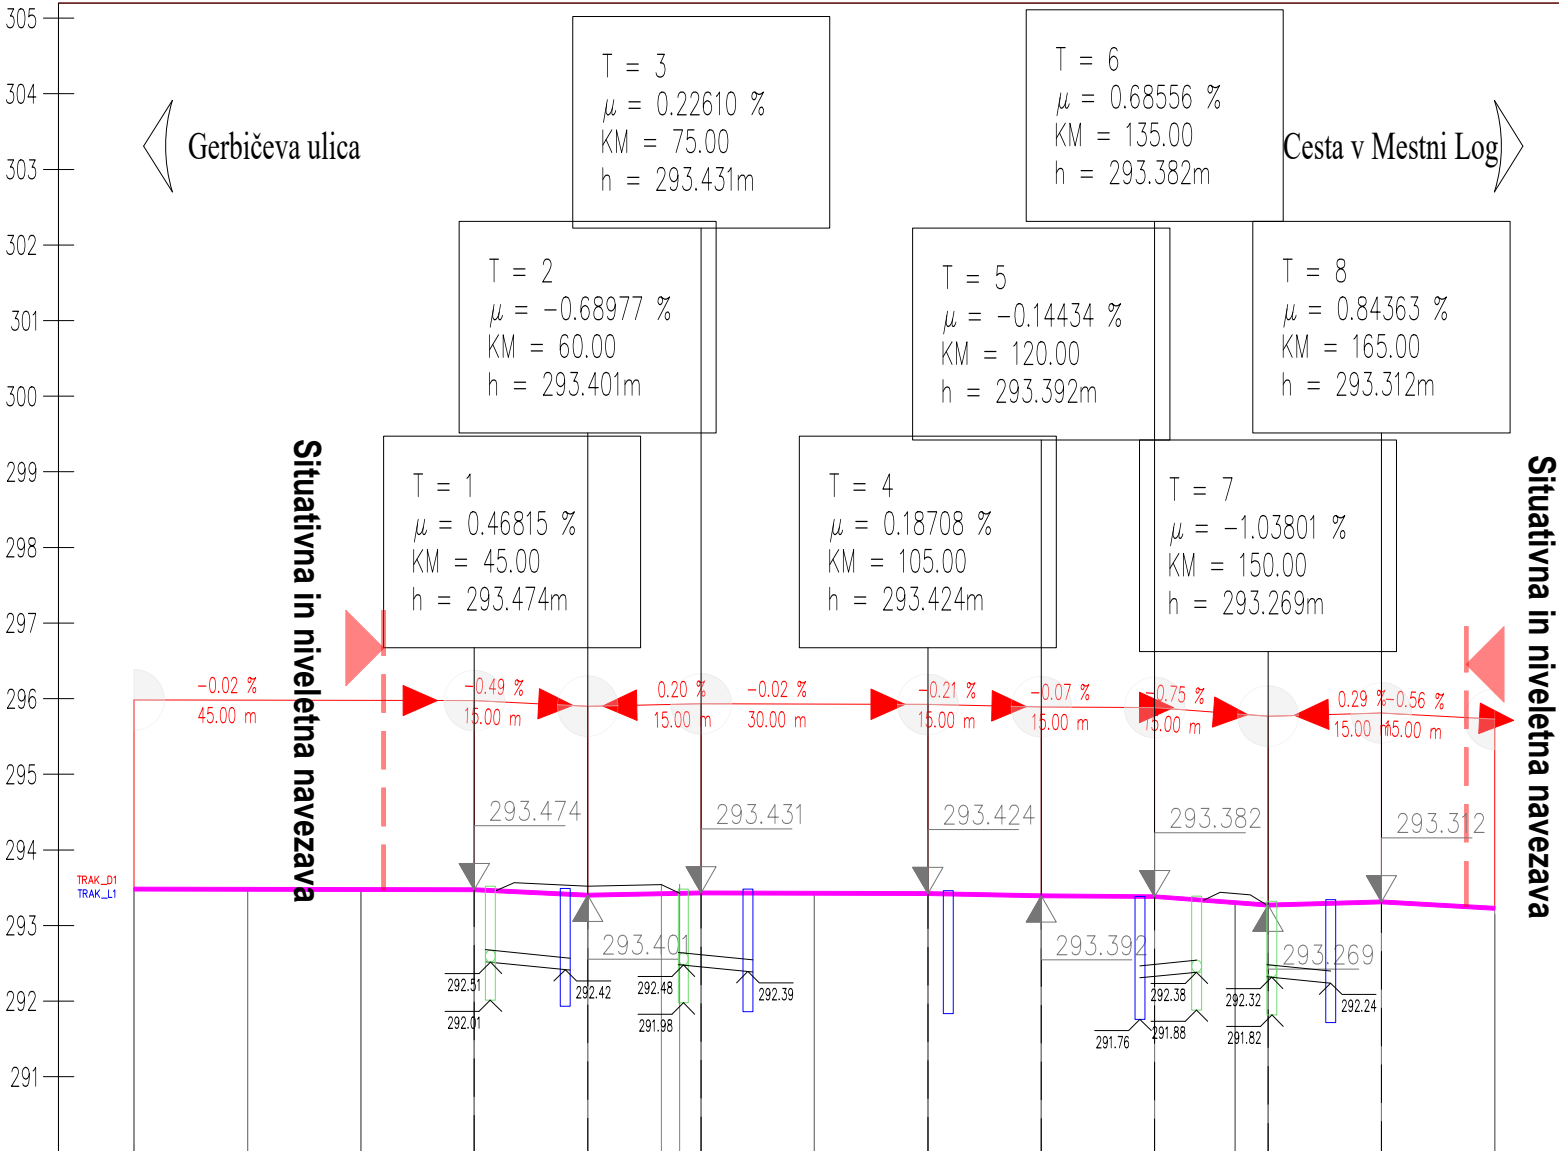 305
304
303
302
301
300
299
298
297
296
295
294
293
292
291
Gerbičeva ulica
Cesta v Mestni Log
T = 3
μ = 0.22610 %
KM = 75.00
h = 293.431m
T = 6
μ = 0.68556 %
KM = 135.00
h = 293.382m
T = 2
μ = -0.68977 %
KM = 60.00
h = 293.401m
T = 5
μ = -0.14434 %
KM = 120.00
h = 293.392m
T = 8
μ = 0.84363 %
KM = 165.00
h = 293.312m
T = 1
μ = 0.46815 %
KM = 45.00
h = 293.474m
T = 4
μ = 0.18708 %
KM = 105.00
h = 293.424m
T = 7
μ = -1.03801 %
KM = 150.00
h = 293.269m
Situativna in niveletna navezava
Situativna in niveletna navezava
-0.02 %
45.00 m
-0.49 %
15.00 m
0.20 %
15.00 m
-0.02 %
30.00 m
-0.21 %
15.00 m
-0.07 %
15.00 m
-0.75 %
15.00 m
0.29 %
15.00 m
-0.56 %
15.00 m
293.474
293.431
293.424
293.382
293.312
TRAK_D1
TRAK_L1
293.401
293.392
293.269
292.51
292.42
292.48
292.39
292.38
292.32
292.24
292.01
291.98
291.76
291.88
291.82